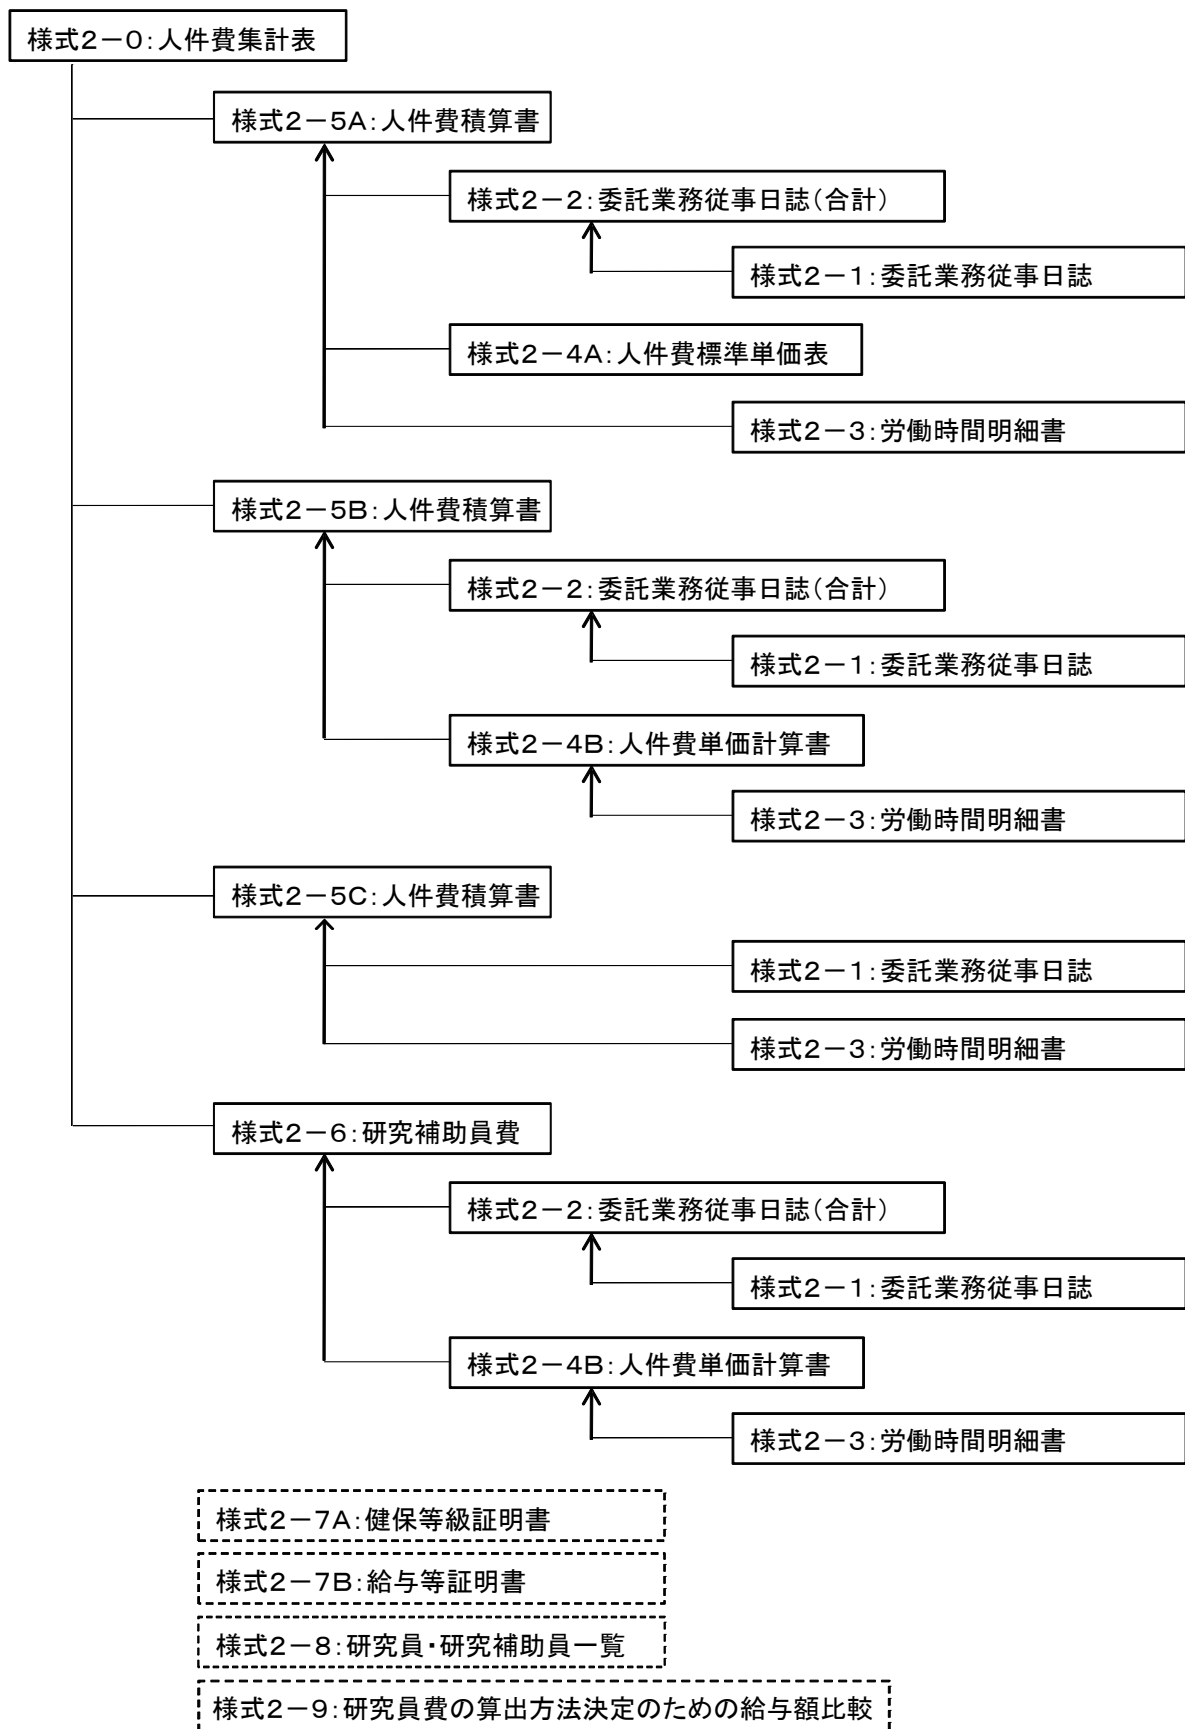 様式2－0：人件費集計表
様式2－5A：人件費積算書
様式2－2：委託業務従事日誌（合計）
様式2－1：委託業務従事日誌
様式2－4A：人件費標準単価表
様式2－3：労働時間明細書
様式2－5B：人件費積算書
様式2－2：委託業務従事日誌（合計）
様式2－1：委託業務従事日誌
様式2－4B：人件費単価計算書
様式2－3：労働時間明細書
様式2－5C：人件費積算書
様式2－1：委託業務従事日誌
様式2－3：労働時間明細書
様式2－6：研究補助員費
様式2－2：委託業務従事日誌（合計）
様式2－1：委託業務従事日誌
様式2－4B：人件費単価計算書
様式2－3：労働時間明細書
様式2－7A：健保等級証明書
様式2－7B：給与等証明書
様式2－8：研究員・研究補助員一覧
様式2－9：研究員費の算出方法決定のための給与額比較